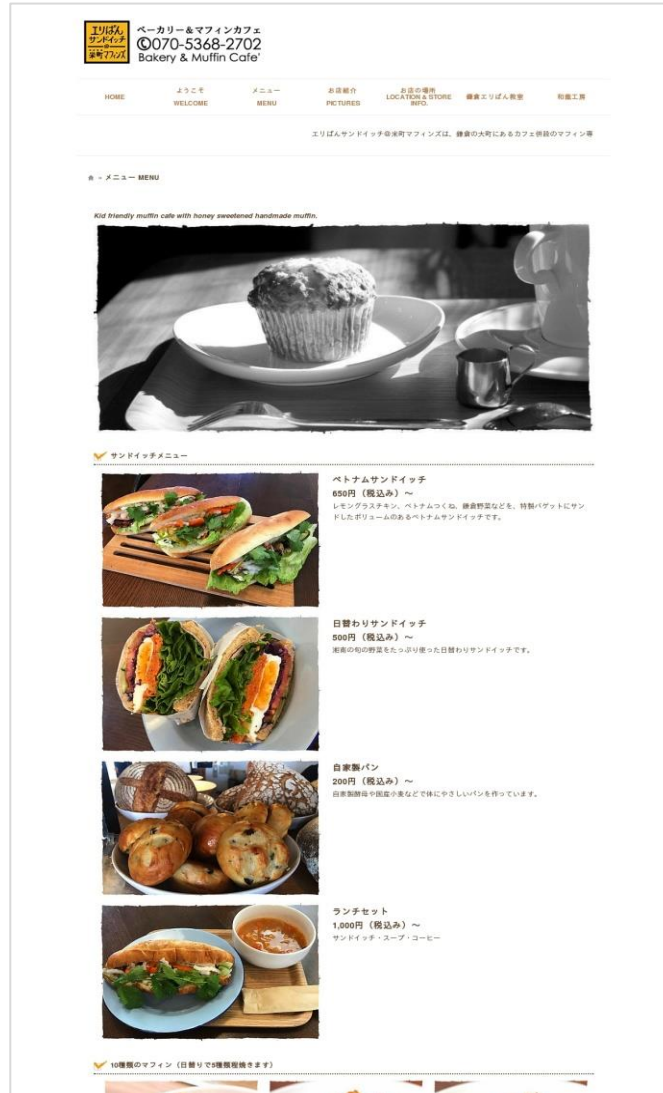 エリぱん
サンドイッチ
@
栄町マフィンズ
ベーカリー＆マフィンカフェ
070-5368-2702
Bakery & Muffin Cafe'
HOME
ようこそ
WELCOME
メニュー
MENU
お店紹介
PICTURES
お店の場所
LOCATION & STORE
INFO.
鎌倉エリぱん教室
和裁工房
エリぱんサンドイッチ@栄町マフィンズは、鎌倉の大町にあるカフェ併設のマフィン専
» メニュー MENU
Kid friendly muffin cafe with honey sweetened handmade muffin.
サンドイッチメニュー
ベトナムサンドイッチ
650円（税込み）～
レモングラスチキン、ベトナムつくね、鎌倉野菜などを、特製バゲットにサン
ドしたボリュームのあるベトナムサンドイッチです。
日替わりサンドイッチ
500円（税込み）～
湘南の旬の野菜をたっぷり使った日替わりサンドイッチです。
自家製パン
200円（税込み）～
自家製酵母や国産小麦などで体にやさしいパンを作っています。
ランチセット
1,000円（税込み）～
サンドイッチ・スープ・コーヒー
10種類のマフィン（日替りで5種類程焼きます）